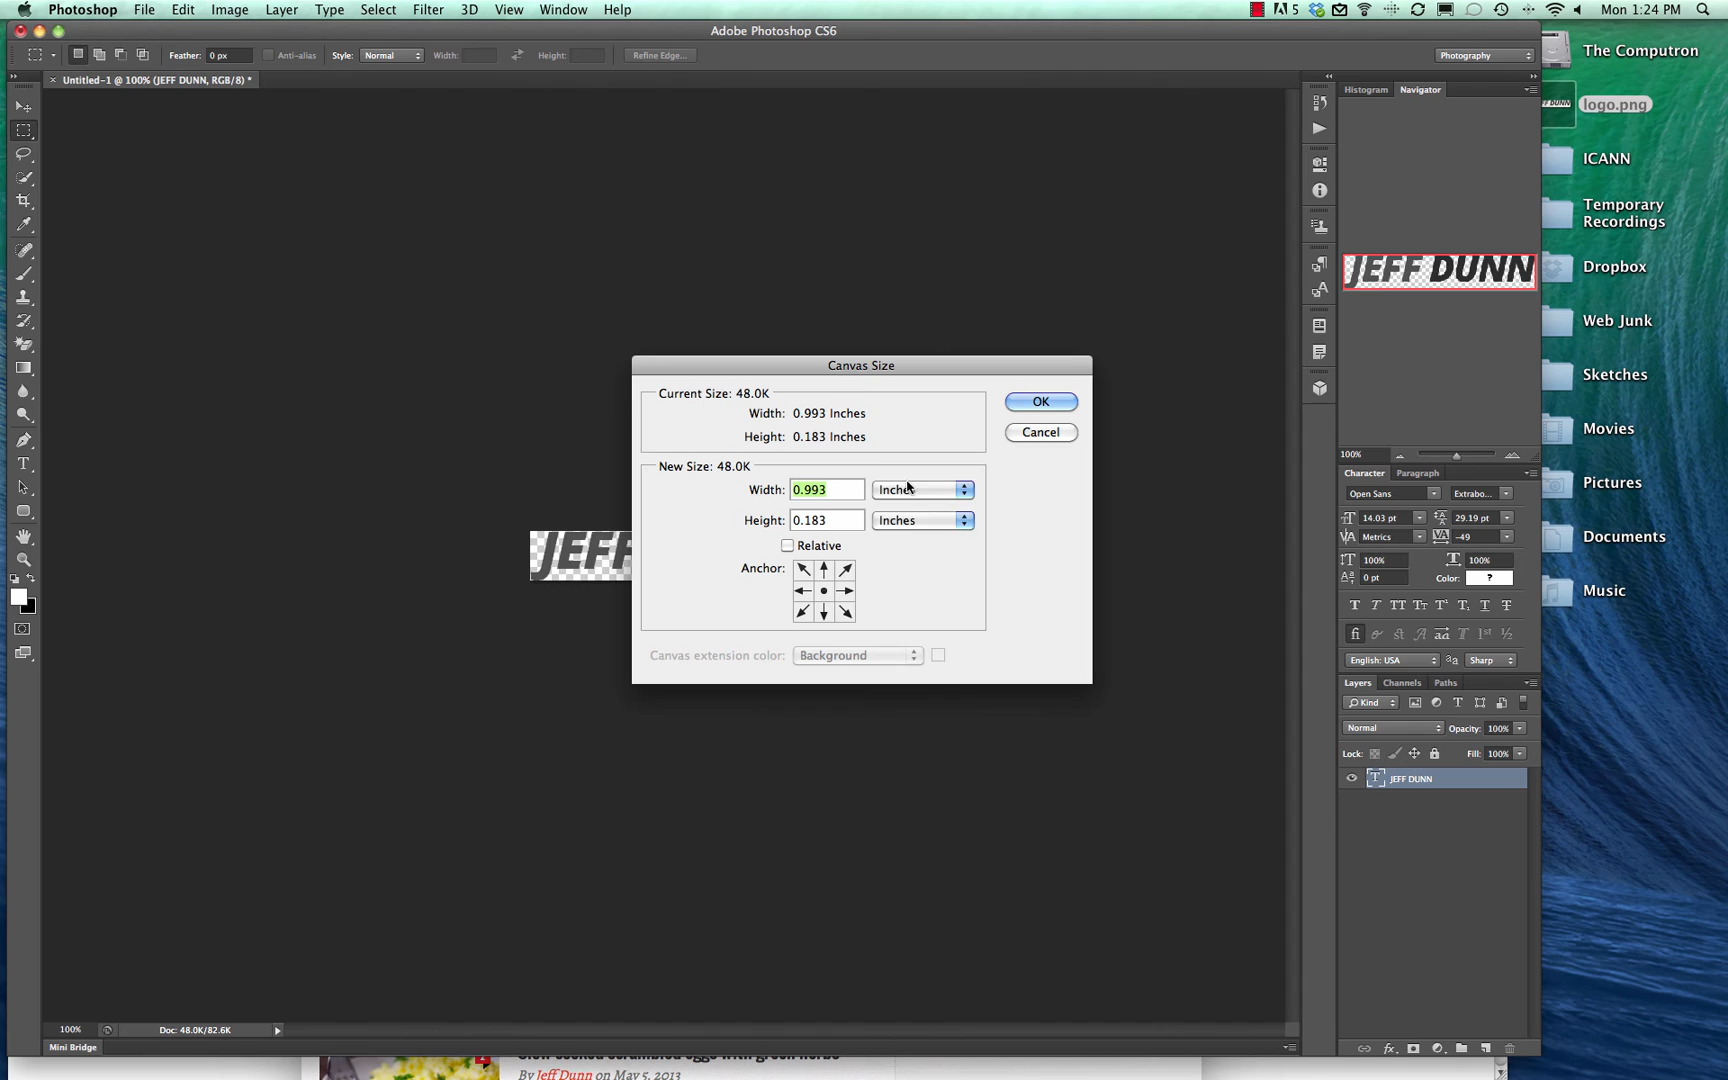 Photoshop File Edit Image Layer Type Select Filter 3D View Window Help 5 Mon 1:24 PM
Adobe Photoshop CS6
Feather: 0 px Anti-alias Style: Normal Width: Height: Refine Edge... Photography
Untitled-1 @ 100% (JEFF DUNN, RGB/8) *
Histogram Navigator
The Computron
logo.png
ICANN
Temporary
Recordings
Dropbox
Web Junk
Sketches
Movies
Pictures
Documents
Music
JEFF DUNN
JEFF
Canvas Size
Current Size: 48.0K
Width: 0.993 Inches
Height: 0.183 Inches
OK
Cancel
New Size: 48.0K
Width: 0.993 Inches
Height: 0.183 Inches
Relative
Anchor:
Canvas extension color: Background
100%
Character Paragraph
Open Sans Extrabo...
14.03 pt 29.19 pt
Metrics -49
100% 100%
0 pt Color: ?
English: USA Sharp
Layers Channels Paths
Kind
Normal Opacity: 100%
Lock: Fill: 100%
JEFF DUNN
100% Doc: 48.0K/82.6K
Mini Bridge
By Jeff Dunn on May 5, 2013